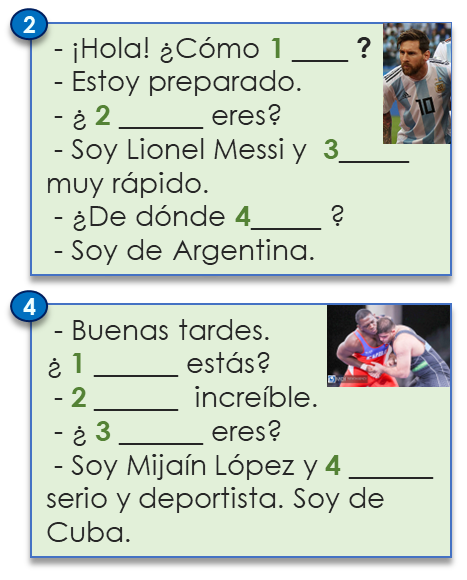 2
- ¡Hola! ¿Cómo 1 ____ ?
- Estoy preparado.
- ¿ 2 ______ eres?
- Soy Lionel Messi y 3_____
muy rápido.
- ¿De dónde 4_____ ?
- Soy de Argentina.
10
4
- Buenas tardes.
¿ 1 ______ estás?
- 2 ______ increíble.
- ¿ 3 ______ eres?
- Soy Mijaín López y 4 ______
serio y deportista. Soy de
Cuba.